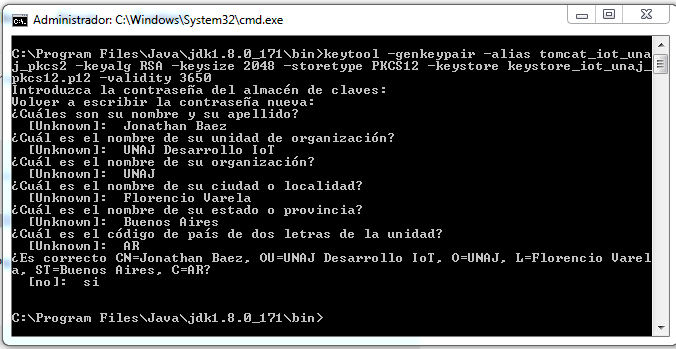 Administrador: C:\Windows\System32\cmd.exe
C:\Program Files\Java\jdk1.8.0_171\bin>keytool -genkeypair -alias tomcat_iot_una
j_pkcs2 -keyalg RSA -keysize 2048 -storetype PKCS12 -keystore keystore_iot_unaj_
pkcs12.p12 -validity 3650
Introduzca la contraseña del almacén de claves:
Volver a escribir la contraseña nueva:
¿Cuáles son su nombre y su apellido?
[Unknown]:  Jonathan Baez
¿Cuál es el nombre de su unidad de organización?
[Unknown]:  UNAJ Desarrollo IoT
¿Cuál es el nombre de su organización?
[Unknown]:  UNAJ
¿Cuál es el nombre de su ciudad o localidad?
[Unknown]:  Florencio Varela
¿Cuál es el nombre de su estado o provincia?
[Unknown]:  Buenos Aires
¿Cuál es el código de país de dos letras de la unidad?
[Unknown]:  AR
¿Es correcto CN=Jonathan Baez, OU=UNAJ Desarrollo IoT, O=UNAJ, L=Florencio Varel
a, ST=Buenos Aires, C=AR?
[no]:  si
C:\Program Files\Java\jdk1.8.0_171\bin>